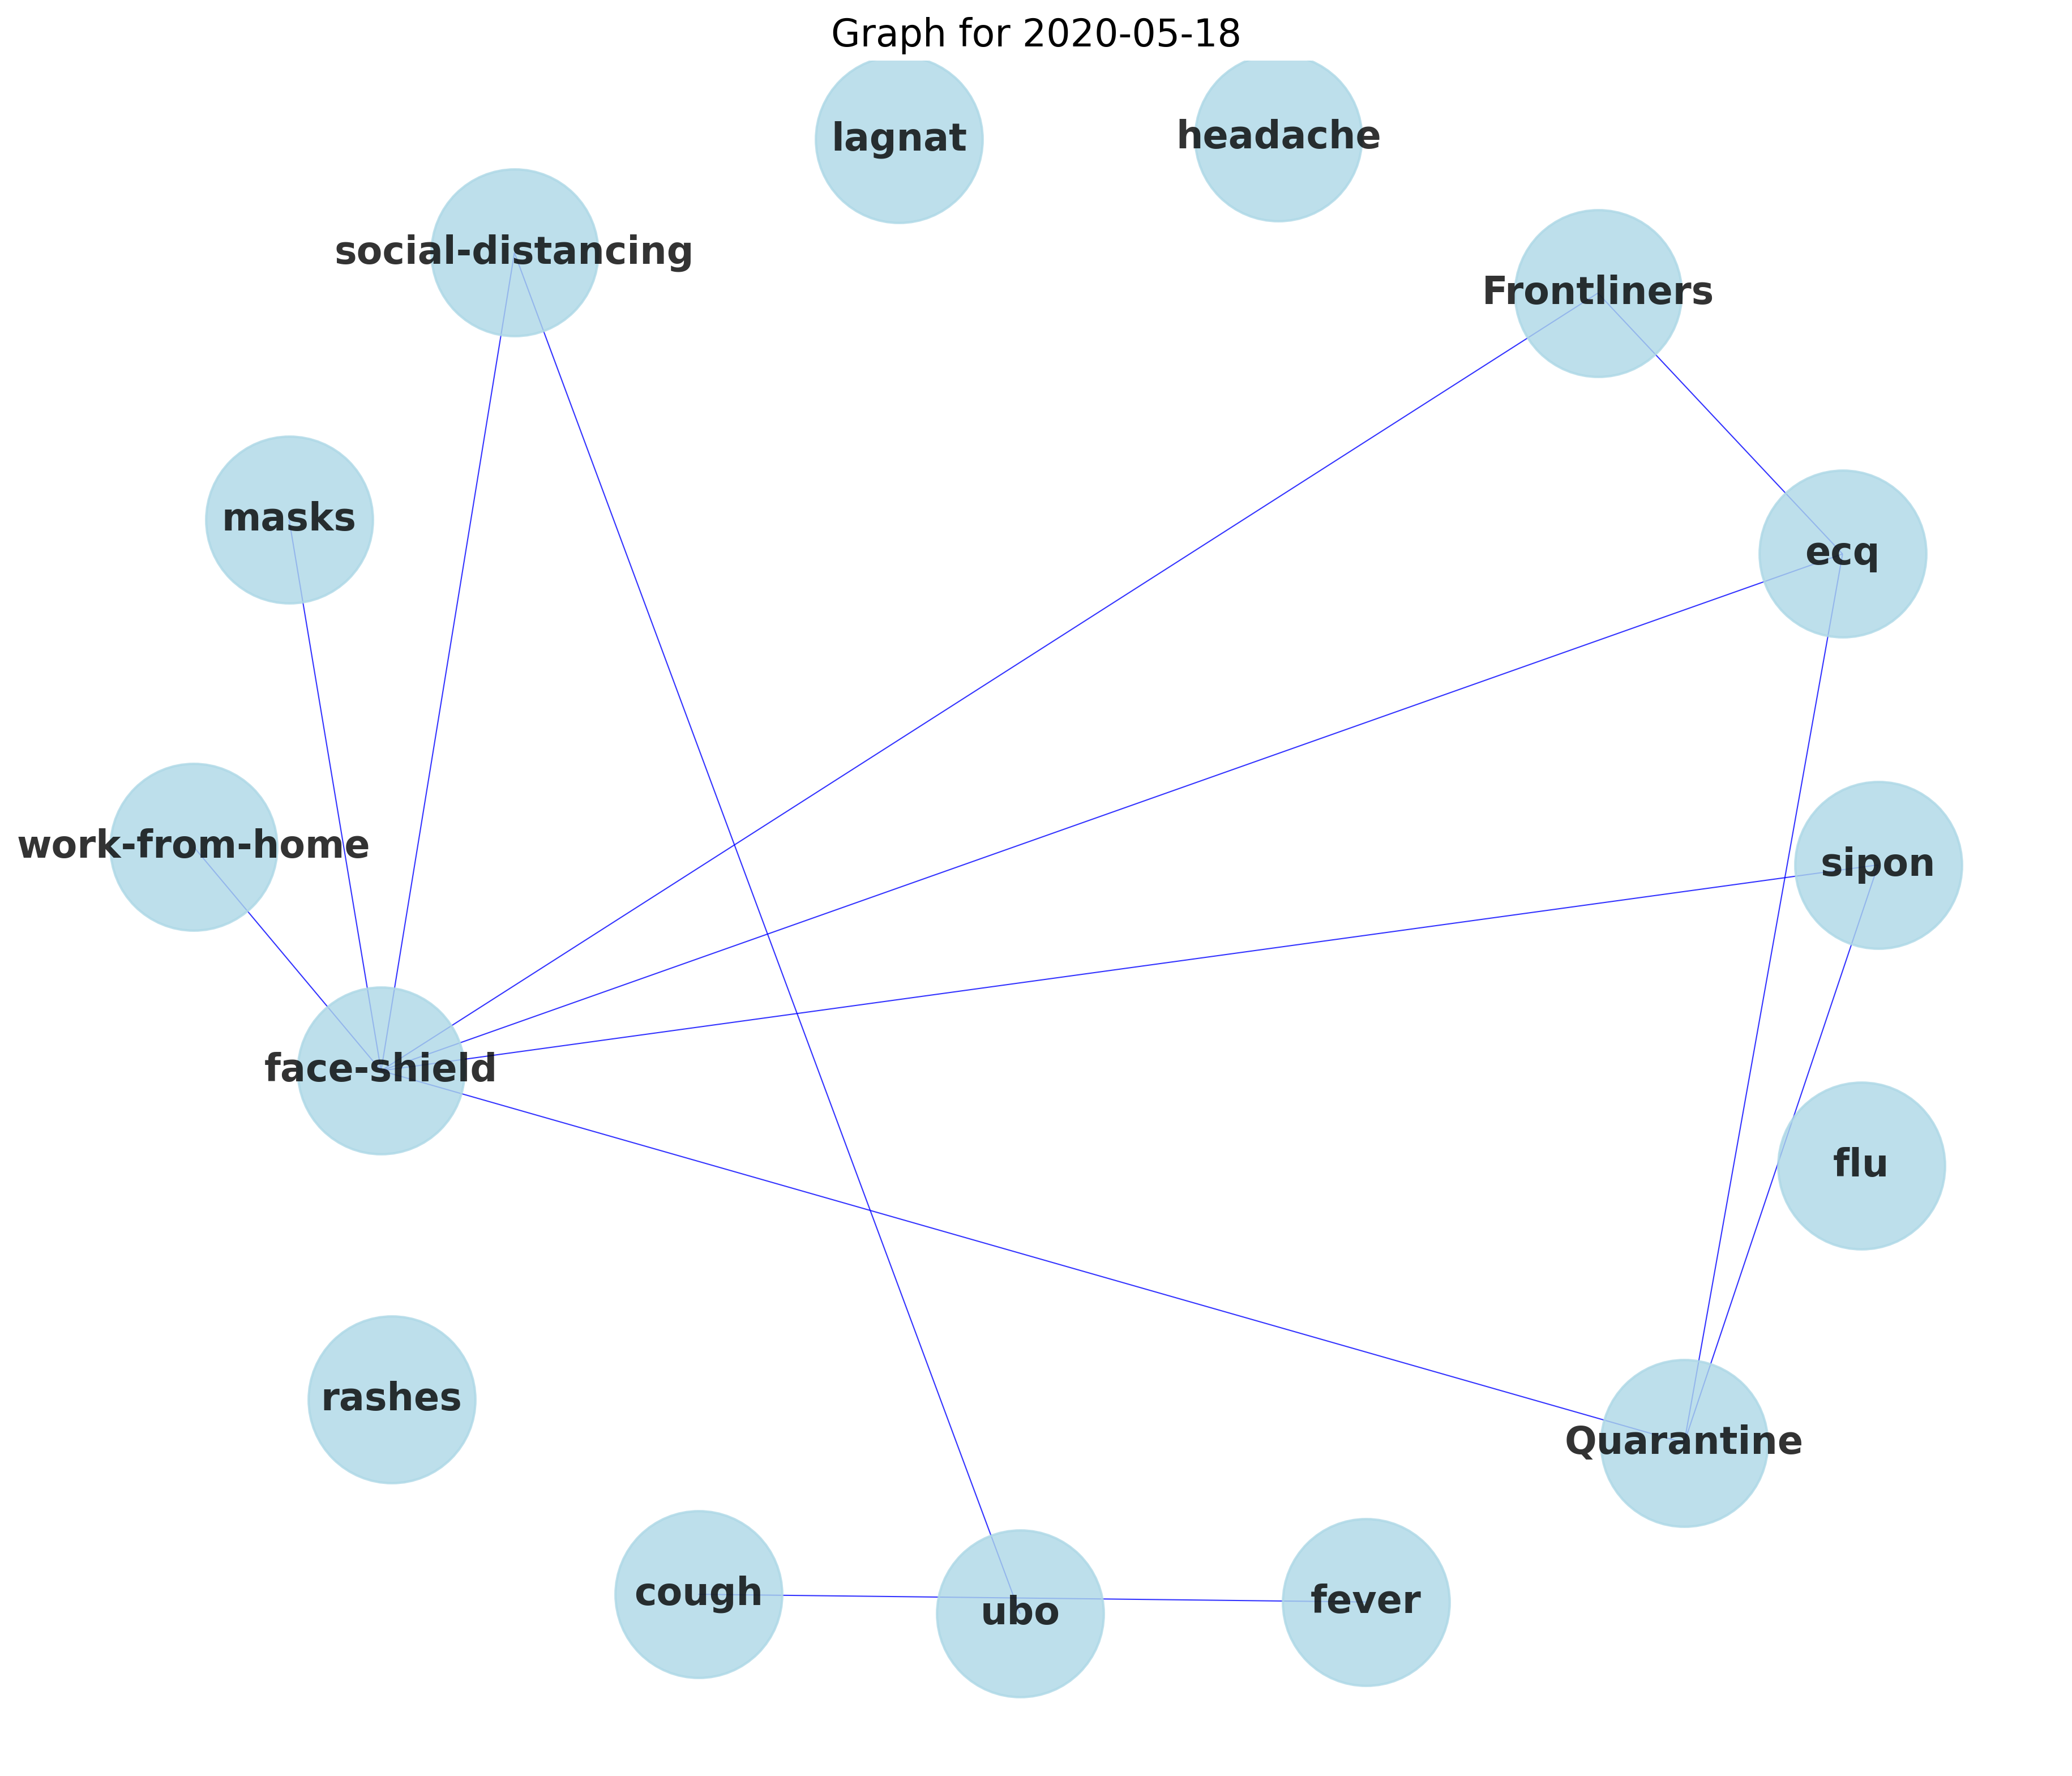 Graph for 2020-05-18
lagnat
headache
social-distancing
Frontliners
masks
ecq
work-from-home
sipon
face-shield
flu
rashes
Quarantine
cough
ubo
fever